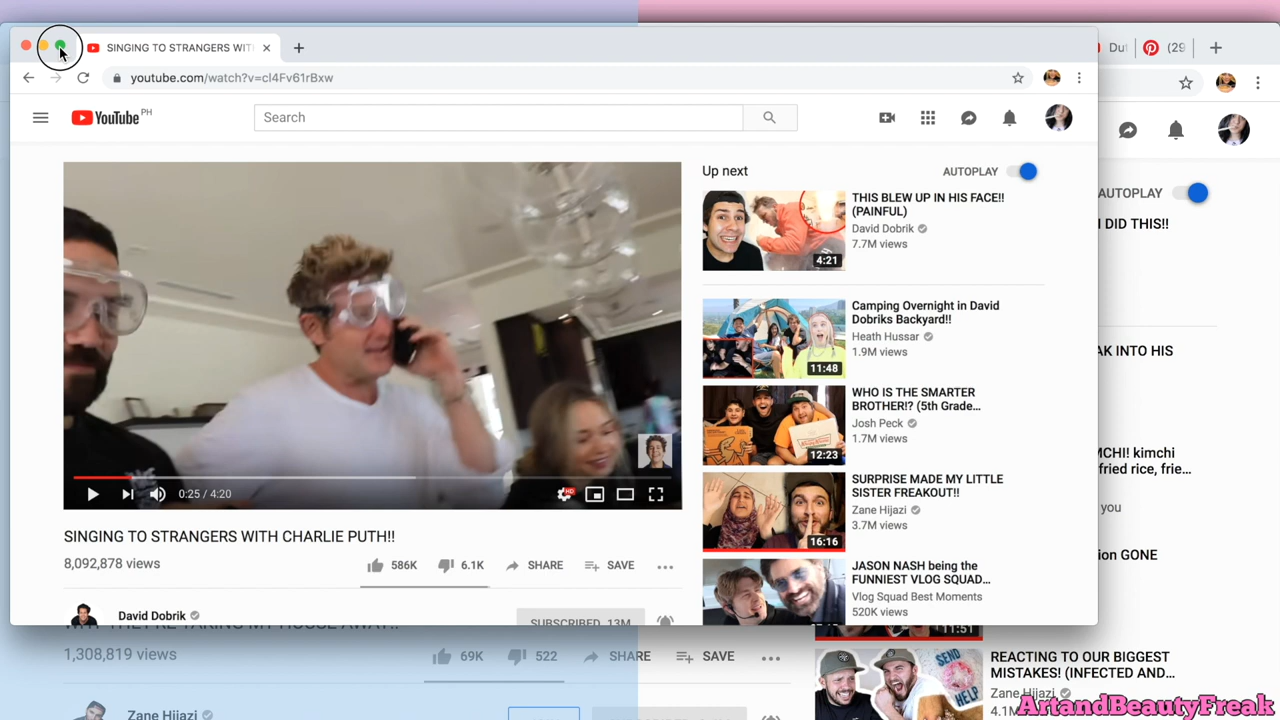 SINGING TO STRANGERS WIT
Dut
(29
youtube.com/watch?v=cl4Fv61rBxw
YouTube PH
Search
Up next
AUTOPLAY
AUTOPLAY
THIS BLEW UP IN HIS FACE!!
(PAINFUL)
David Dobrik
7.7M views
4:21
I DID THIS!!
Camping Overnight in David
Dobriks Backyard!!
Heath Hussar
1.9M views
11:48
AK INTO HIS
WHO IS THE SMARTER
BROTHER!? (5th Grade...
Josh Peck
1.7M views
12:23
MCHI! kimchi
fried rice, frie...
SURPRISE MADE MY LITTLE
SISTER FREAKOUT!!
Zane Hijazi
3.7M views
16:16
you
HD
0:25 / 4:20
SINGING TO STRANGERS WITH CHARLIE PUTH!!
8,092,878 views
586K
6.1K
SHARE
SAVE
tion GONE
JASON NASH being the
FUNNIEST VLOG SQUAD...
Vlog Squad Best Moments
520K views
David Dobrik
SUBSCRIBED 13M
11:51
1,308,819 views
69K
522
SHARE
SAVE
REACTING TO OUR BIGGEST
MISTAKES! (INFECTED AND...
Zane Hijazi
4.1M
SEND
HELP
Zane Hijazi
ArtandBeautyFreak